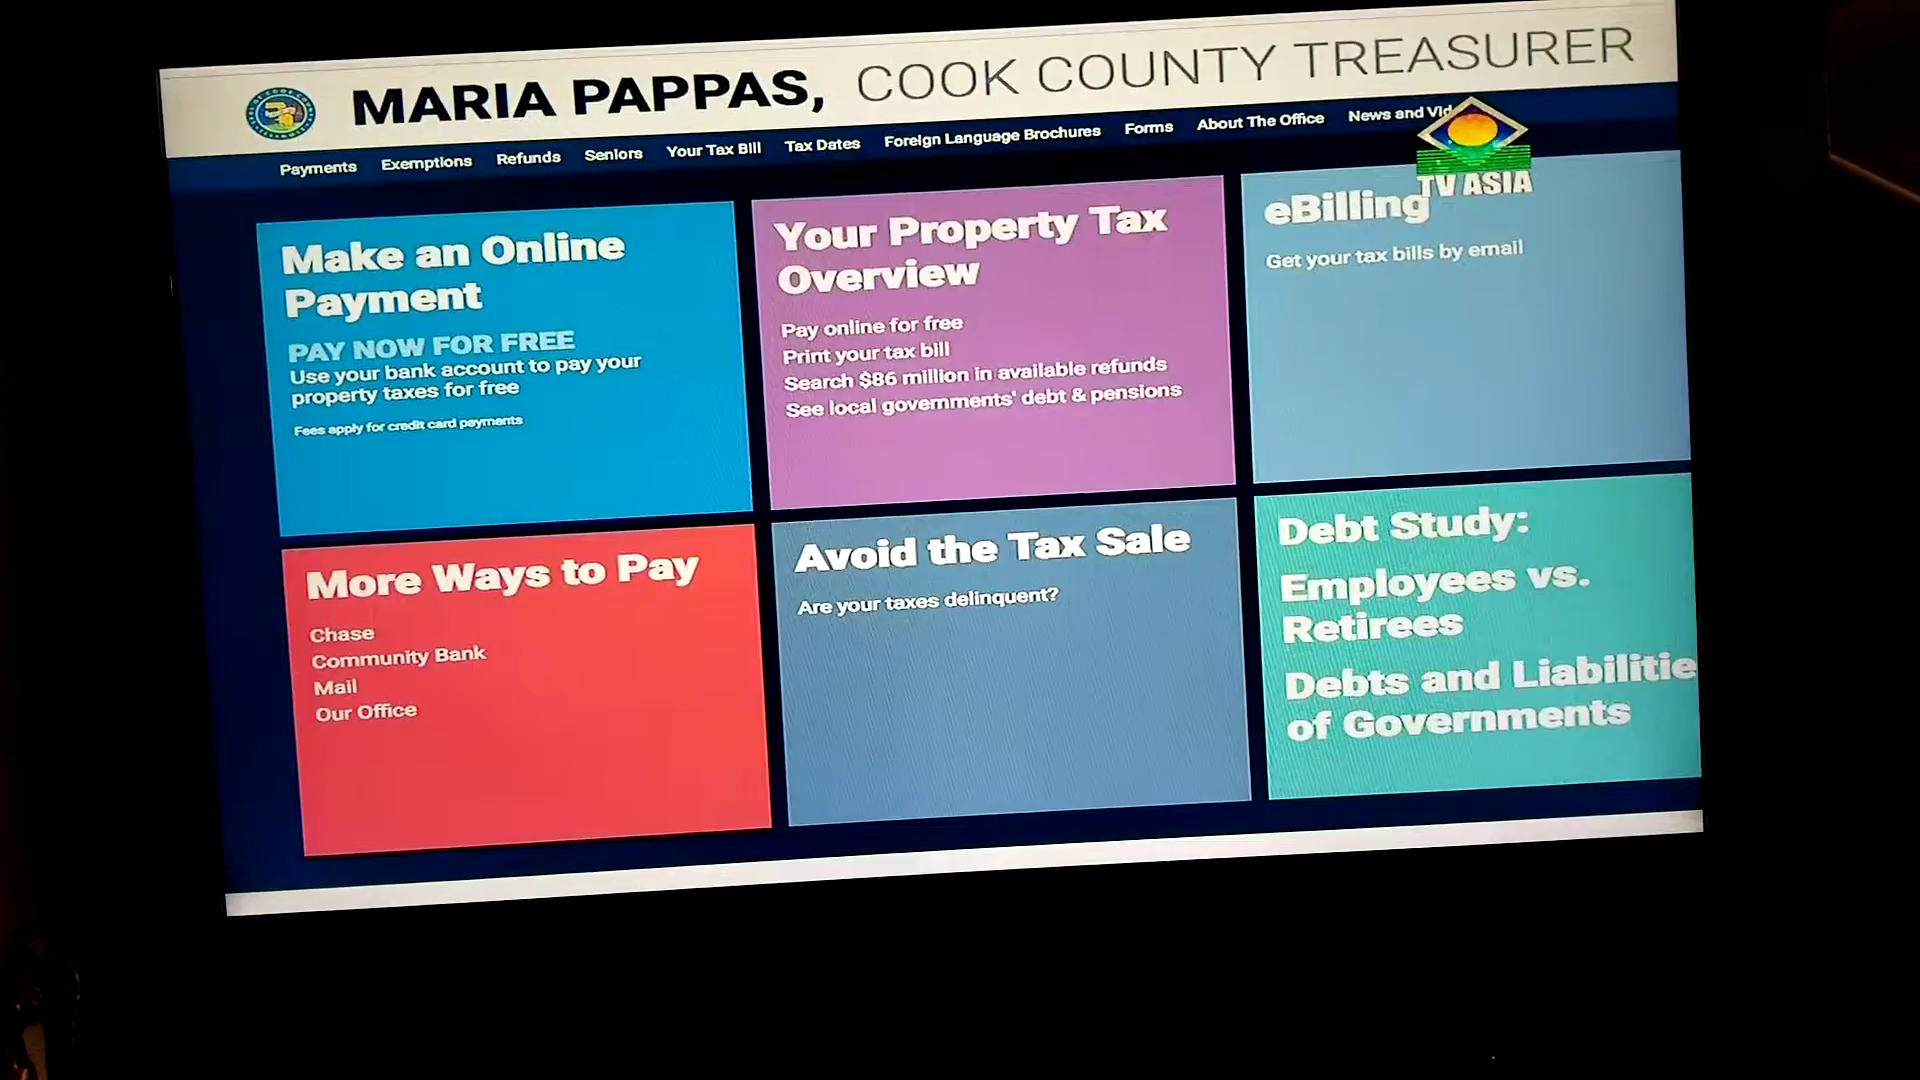 MARIA PAPPAS, COOK COUNTY TREASURER
Payments Exemptions Refunds Seniors Your Tax Bill Tax Dates Foreign Language Brochures Forms About The Office News and Vid
TV ASIA
Make an Online
Payment
PAY NOW FOR FREE
Use your bank account to pay your
property taxes for free
Fees apply for credit card payments
Your Property Tax
Overview
Pay online for free
Print your tax bill
Search $86 million in available refunds
See local governments' debt & pensions
eBilling
Get your tax bills by email
More Ways to Pay
Chase
Community Bank
Mail
Our Office
Avoid the Tax Sale
Are your taxes delinquent?
Debt Study:
Employees vs.
Retirees
Debts and Liabilitie
of Governments